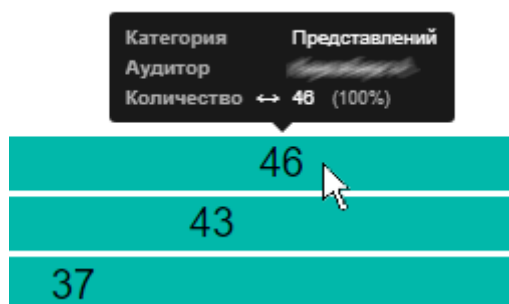 Категория Представлений
Аудитор
Количество ↔ 46 (100%)
46
43
37